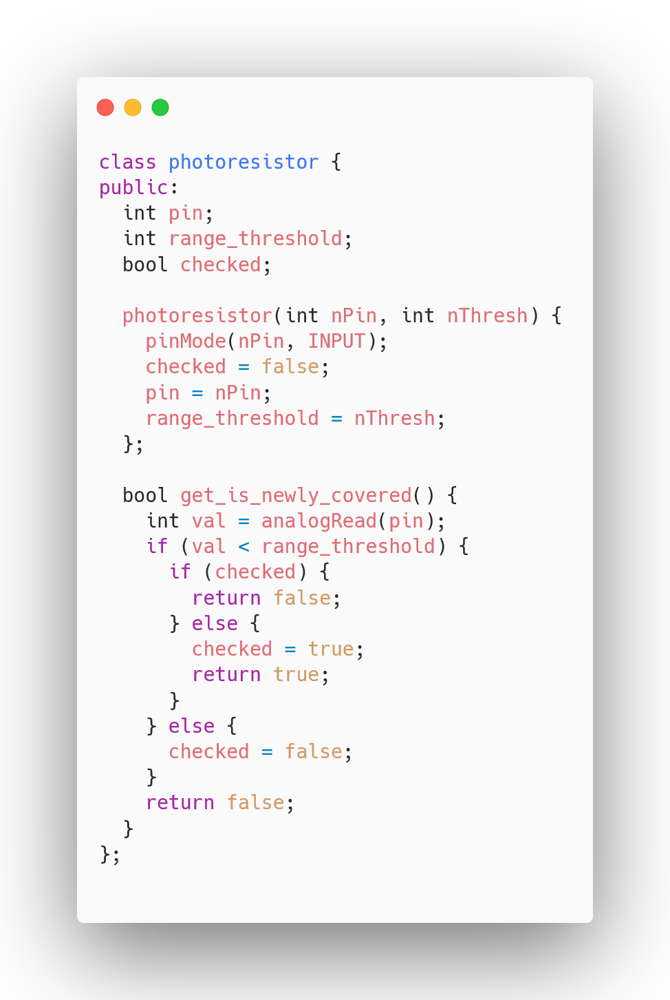 class photoresistor {
public:
  int pin;
  int range_threshold;
  bool checked;

  photoresistor(int nPin, int nThresh) {
    pinMode(nPin, INPUT);
    checked = false;
    pin = nPin;
    range_threshold = nThresh;
  };

  bool get_is_newly_covered() {
    int val = analogRead(pin);
    if (val < range_threshold) {
      if (checked) {
        return false;
      } else {
        checked = true;
        return true;
      }
    } else {
      checked = false;
    }
    return false;
  }
};